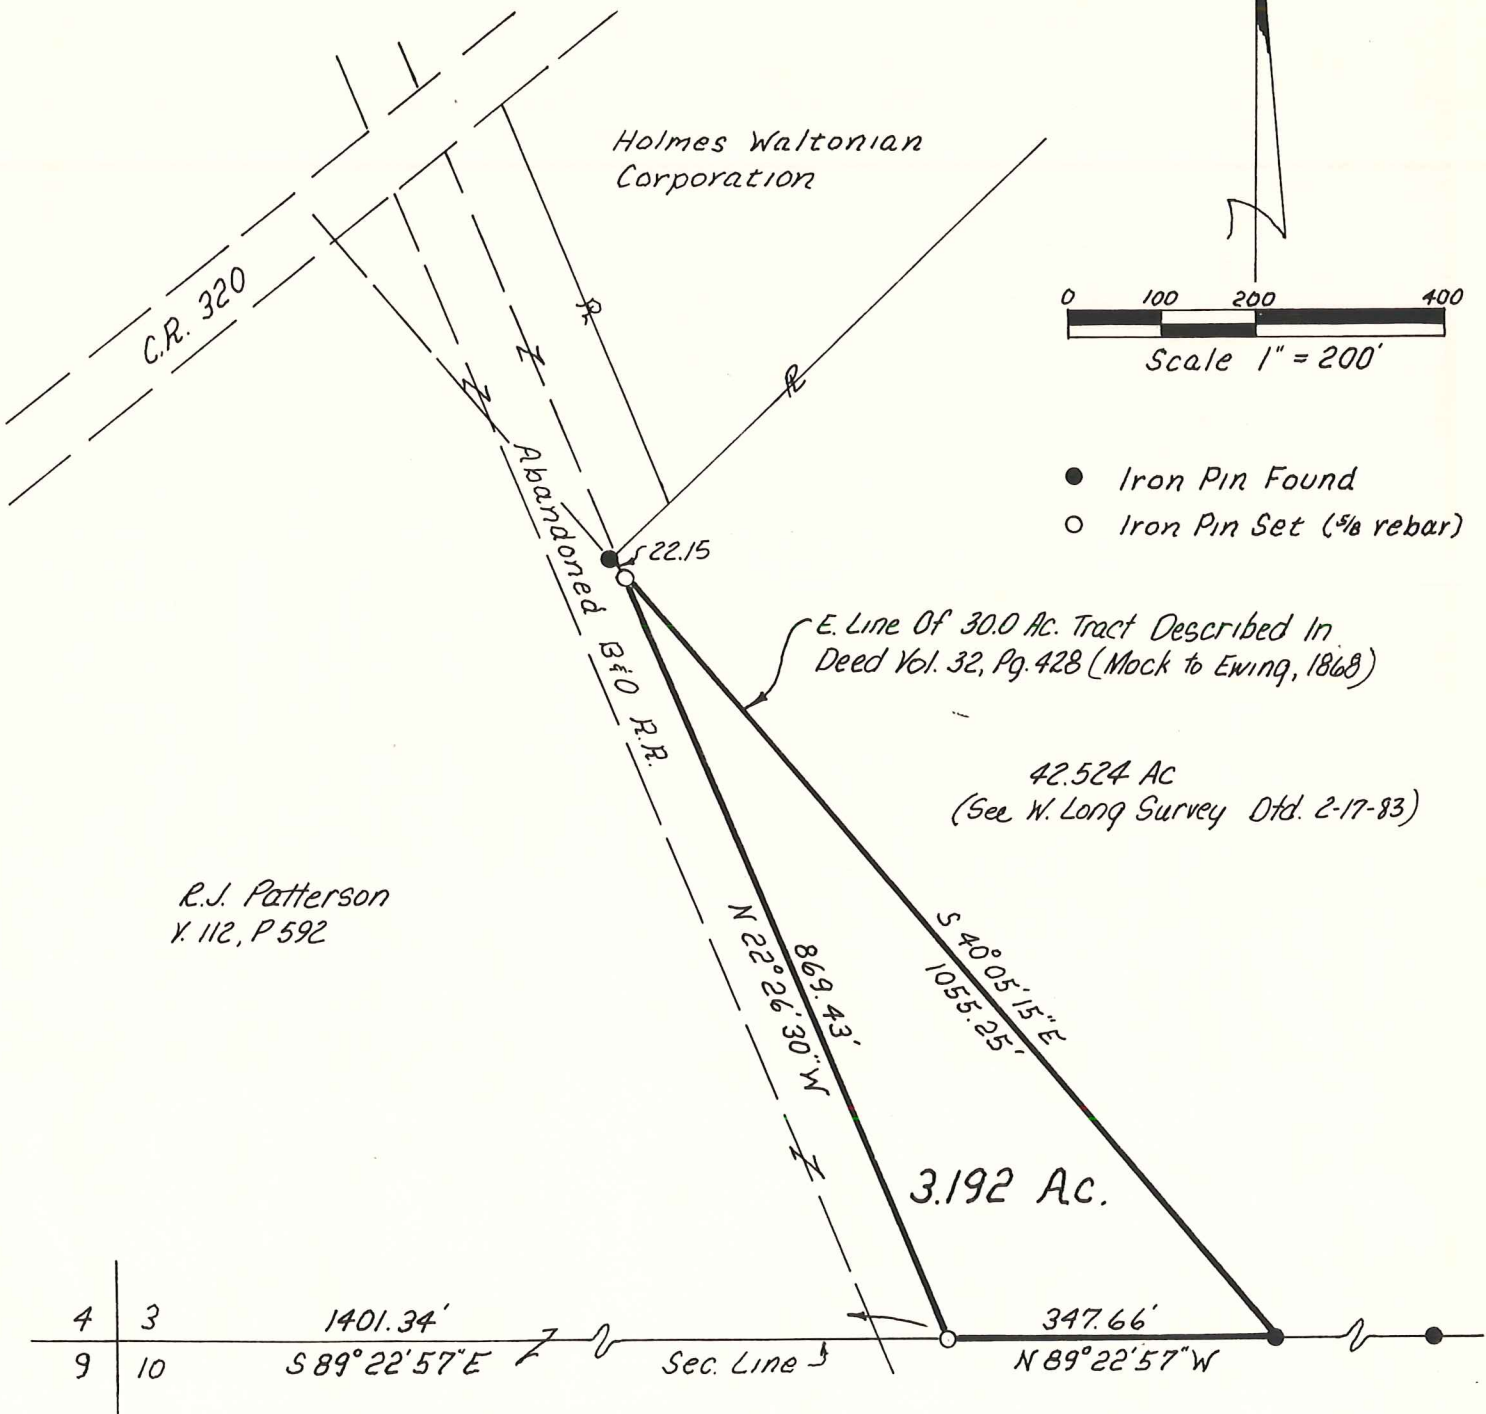 Holmes Waltonian
Corporation
C.R. 320
0 100 200 400
Scale 1" = 200'
PL
PL
● Iron Pin Found
○ Iron Pin Set (5/8 rebar)
22.15
Abandoned B&O R.R.
E. Line Of 30.0 Ac. Tract Described In
Deed Vol. 32, Pg. 428 (Mock to Ewing, 1868)
42.524 Ac
(See W. Long Survey Dtd. 2-17-83)
R.J. Patterson
V. 112, P 592
869.43'
N 22° 26' 30" W
S 40° 05' 15" E
1055.25'
3.192 Ac.
4 3
9 10
1401.34'
S 89° 22' 57" E
Sec. Line
347.66'
N 89° 22' 57" W